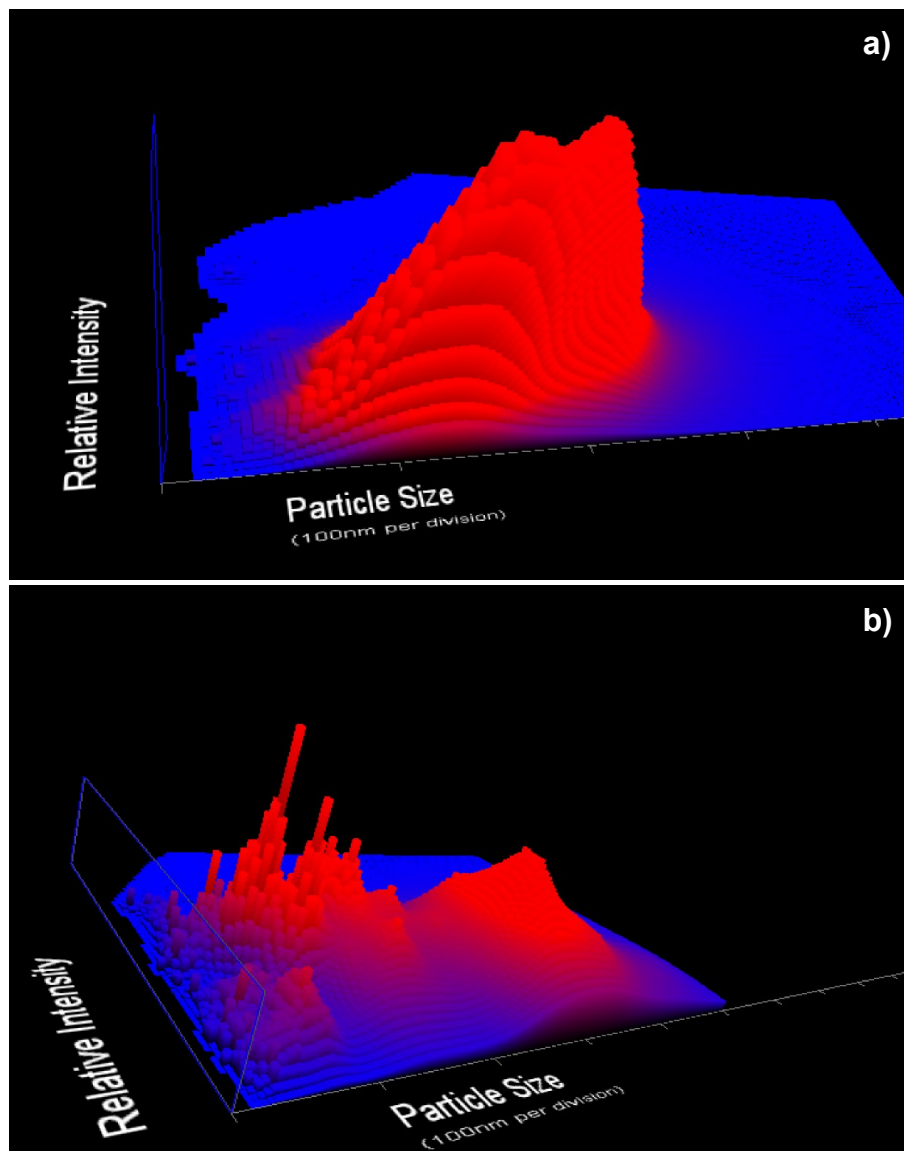 a)
Relative Intensity
Particle Size
(100nm per division)
b)
Relative Intensity
Particle Size
(100nm per division)